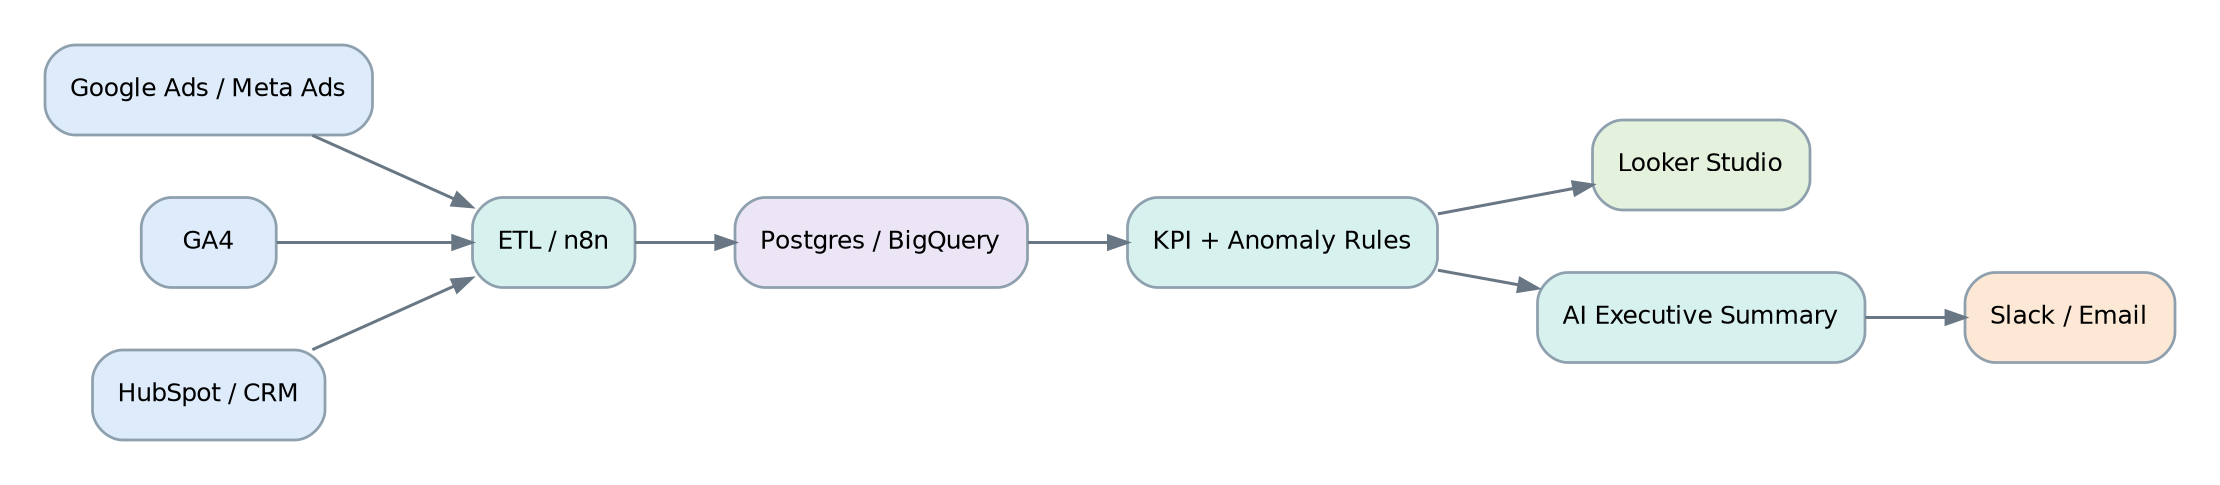 Google Ads / Meta Ads
GA4
HubSpot / CRM
ETL / n8n
Postgres / BigQuery
KPI + Anomaly Rules
Looker Studio
AI Executive Summary
Slack / Email